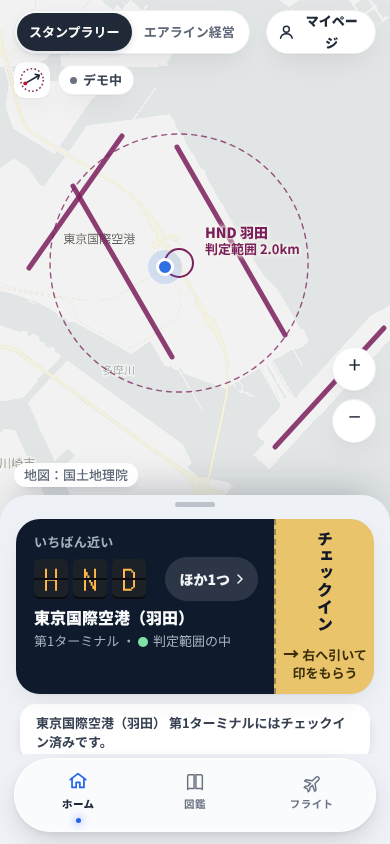 スタンプラリー
エアライン経営
マイペー
ジ
デモ中
HND 羽田
判定範囲 2.0km
東京国際空港
多摩川
+
−
川崎市
地図：国土地理院
いちばん近い
HND
ほか1つ
東京国際空港（羽田）
第1ターミナル ・ 判定範囲の中
チェックイン
→ 右へ引いて
印をもらう
東京国際空港（羽田） 第1ターミナルにはチェックイ
ン済みです。
ホーム
図鑑
フライト